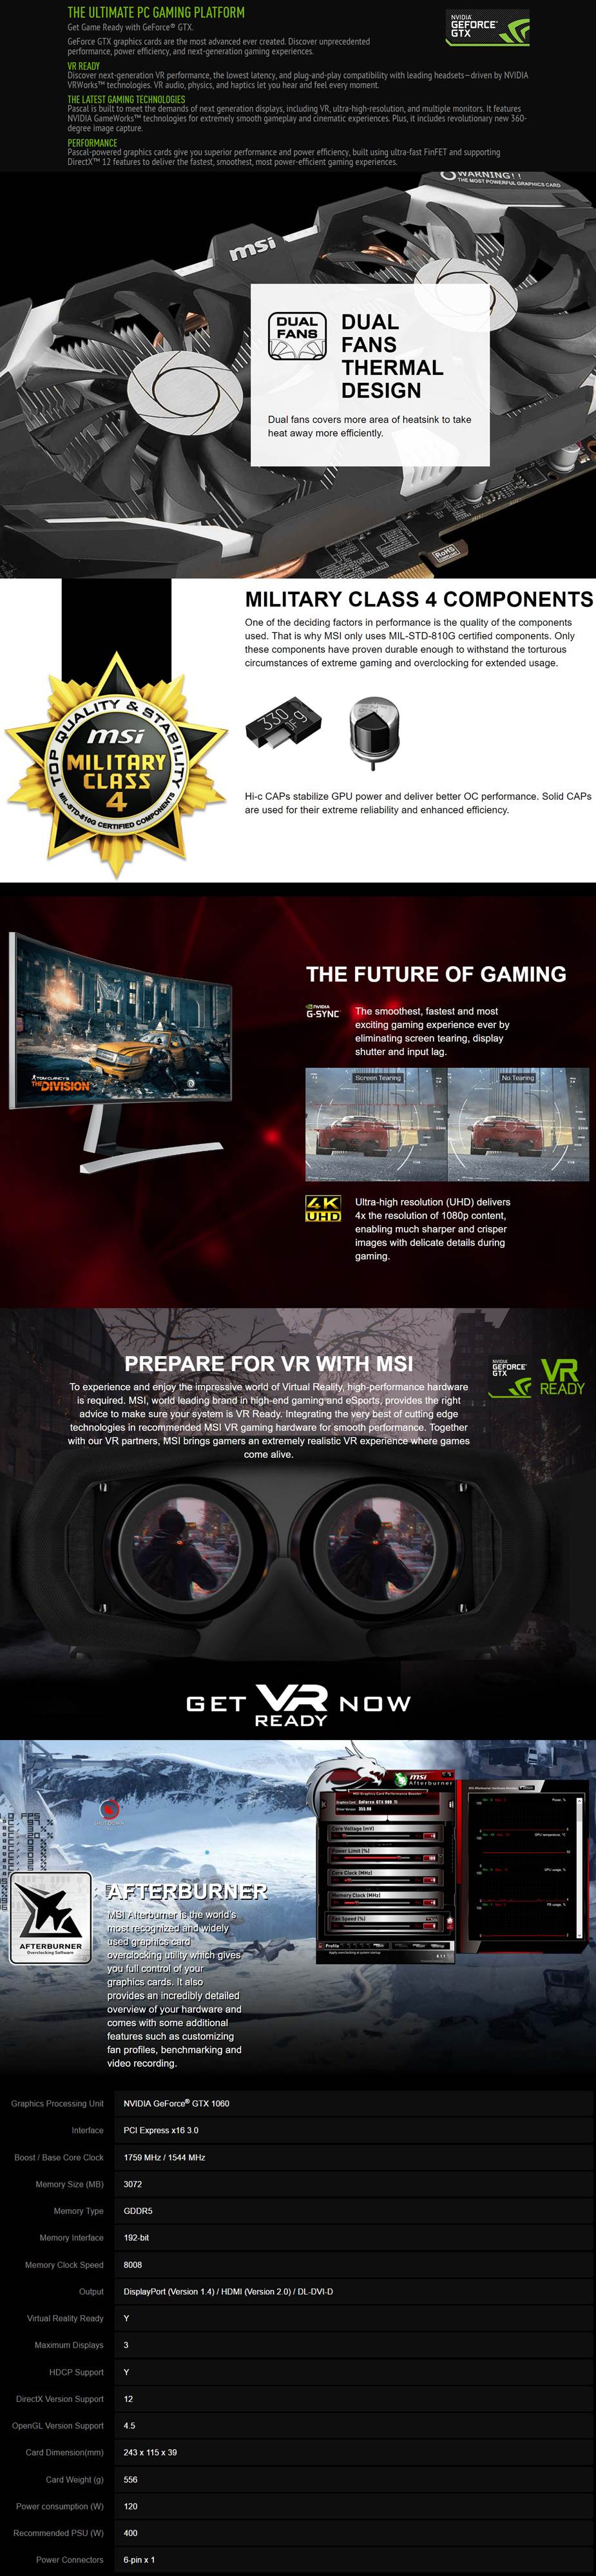 THE ULTIMATE PC GAMING PLATFORM
Get Game Ready with GeForce® GTX.
GeForce GTX graphics cards are the most advanced ever created. Discover unprecedented
performance, power efficiency, and next-generation gaming experiences.
NVIDIA
GEFORCE®
GTX
VR READY
Discover next-generation VR performance, the lowest latency, and plug-and-play compatibility with leading headsets—driven by NVIDIA
VRWorks™ technologies. VR audio, physics, and haptics let you hear and feel every moment.
THE LATEST GAMING TECHNOLOGIES
Pascal is built to meet the demands of next generation displays, including VR, ultra-high-resolution, and multiple monitors. It features
NVIDIA GameWorks™ technologies for extremely smooth gameplay and cinematic experiences. Plus, it includes revolutionary new 360-
degree image capture.
PERFORMANCE
Pascal-powered graphics cards give you superior performance and power efficiency, built using ultra-fast FinFET and supporting
DirectX™ 12 features to deliver the fastest, smoothest, most power-efficient gaming experiences.
WARNING!!
THE MOST POWERFUL GRAPHICS CARD
msi
DUAL
FANS
DUAL
FANS
THERMAL
DESIGN
Dual fans covers more area of heatsink to take
heat away more efficiently.
RoHS
MILITARY CLASS 4 COMPONENTS
One of the deciding factors in performance is the quality of the components
used. That is why MSI only uses MIL-STD-810G certified components. Only
these components have proven durable enough to withstand the torturous
circumstances of extreme gaming and overclocking for extended usage.
TOP QUALITY & STABILITY
msi
MILITARY
CLASS
4
MIL-STD-810G CERTIFIED COMPONENTS
330
Hi-c CAPs stabilize GPU power and deliver better OC performance. Solid CAPs
are used for their extreme reliability and enhanced efficiency.
THE FUTURE OF GAMING
NVIDIA
G-SYNC
The smoothest, fastest and most
exciting gaming experience ever by
eliminating screen tearing, display
shutter and input lag.
TOM CLANCY'S
THE DIVISION
Screen Tearing
No Tearing
4K
UHD
Ultra-high resolution (UHD) delivers
4x the resolution of 1080p content,
enabling much sharper and crisper
images with delicate details during
gaming.
PREPARE FOR VR WITH MSI
To experience and enjoy the impressive world of Virtual Reality, high-performance hardware
is required. MSI, world leading brand in high-end gaming and eSports, provides the right
advice to make sure your system is VR Ready. Integrating the very best of cutting edge
technologies in recommended MSI VR gaming hardware for smooth performance. Together
with our VR partners, MSI brings gamers an extremely realistic VR experience where games
come alive.
NVIDIA
GEFORCE®
GTX
VR
READY
GET VR NOW
READY
msi
Afterburner
MSI Graphics Card Performance Booster
Core Voltage (mV)
Power Limit (%)
Core Clock (MHz)
Memory Clock (MHz)
Fan Speed (%)
Profile
AFTERBURNER
Overclocking Software
AFTERBURNER
MSI Afterburner is the world's
most recognized and widely
used graphics card
overclocking utility which gives
you full control of your
graphics cards. It also
provides an incredibly detailed
overview of your hardware and
comes with some additional
features such as customizing
fan profiles, benchmarking and
video recording.
Graphics Processing Unit NVIDIA GeForce® GTX 1060
Interface PCI Express x16 3.0
Boost / Base Core Clock 1759 MHz / 1544 MHz
Memory Size (MB) 3072
Memory Type GDDR5
Memory Interface 192-bit
Memory Clock Speed 8008
Output DisplayPort (Version 1.4) / HDMI (Version 2.0) / DL-DVI-D
Virtual Reality Ready Y
Maximum Displays 3
HDCP Support Y
DirectX Version Support 12
OpenGL Version Support 4.5
Card Dimension(mm) 243 x 115 x 39
Card Weight (g) 556
Power consumption (W) 120
Recommended PSU (W) 400
Power Connectors 6-pin x 1